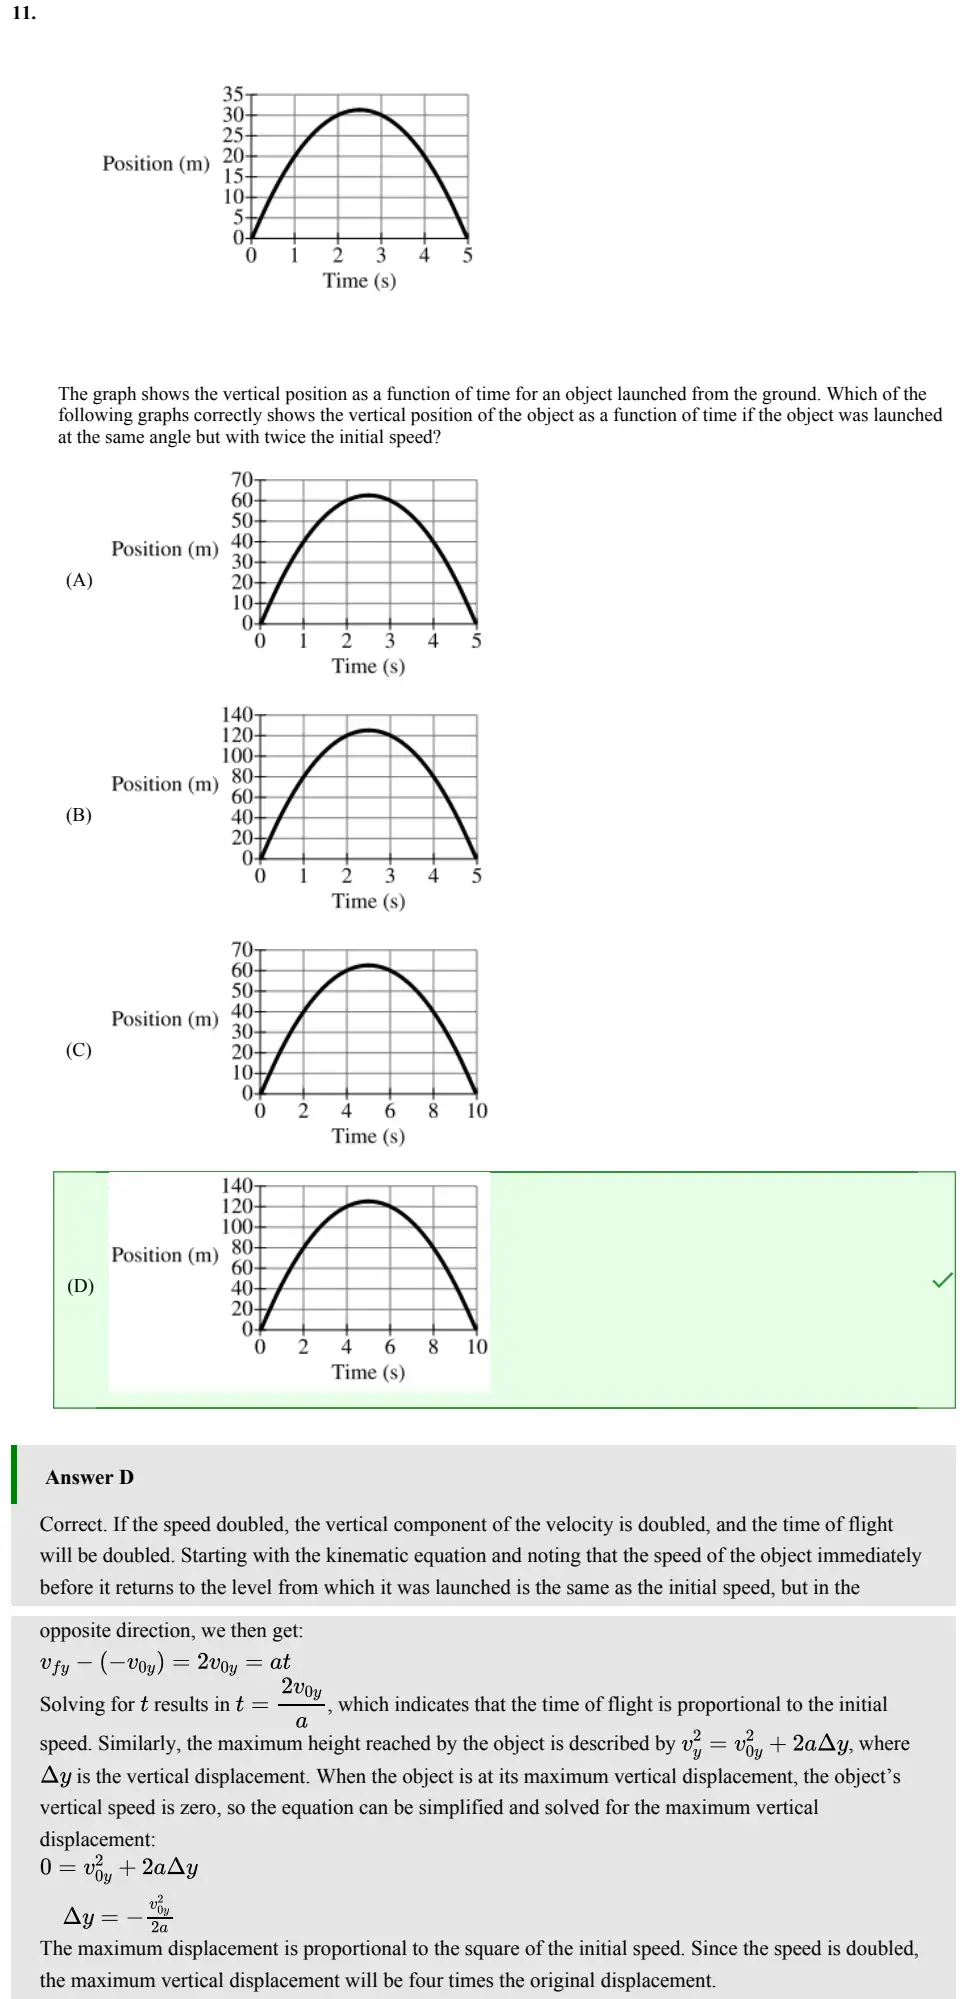 11.
35
30
25
Position (m) 20
15
10
5
0
0 1 2 3 4 5
Time (s)
The graph shows the vertical position as a function of time for an object launched from the ground. Which of the
following graphs correctly shows the vertical position of the object as a function of time if the object was launched
at the same angle but with twice the initial speed?
70
60
50
Position (m) 40
30
(A)
20
10
0
0 1 2 3 4 5
Time (s)
140
120
100
Position (m) 80
60
(B) 40
20
0
0 1 2 3 4 5
Time (s)
70
60
50
Position (m) 40
30
(C) 20
10
0
0 2 4 6 8 10
Time (s)
140
120
100
Position (m) 80
60
(D) 40
20
0
0 2 4 6 8 10
Time (s)
Answer D
Correct. If the speed doubled, the vertical component of the velocity is doubled, and the time of flight
will be doubled. Starting with the kinematic equation and noting that the speed of the object immediately
before it returns to the level from which it was launched is the same as the initial speed, but in the
opposite direction, we then get:
$v_{fy} - (-v_{0y}) = 2v_{0y} = at$
Solving for $t$ results in $t = \frac{2v_{0y}}{a}$, which indicates that the time of flight is proportional to the initial
speed. Similarly, the maximum height reached by the object is described by $v_y^2 = v_{0y}^2 + 2a\Delta y$, where
$\Delta y$ is the vertical displacement. When the object is at its maximum vertical displacement, the object’s
vertical speed is zero, so the equation can be simplified and solved for the maximum vertical
displacement:
$0 = v_{0y}^2 + 2a\Delta y$
$\Delta y = -\frac{v_{0y}^2}{2a}$
The maximum displacement is proportional to the square of the initial speed. Since the speed is doubled,
the maximum vertical displacement will be four times the original displacement.